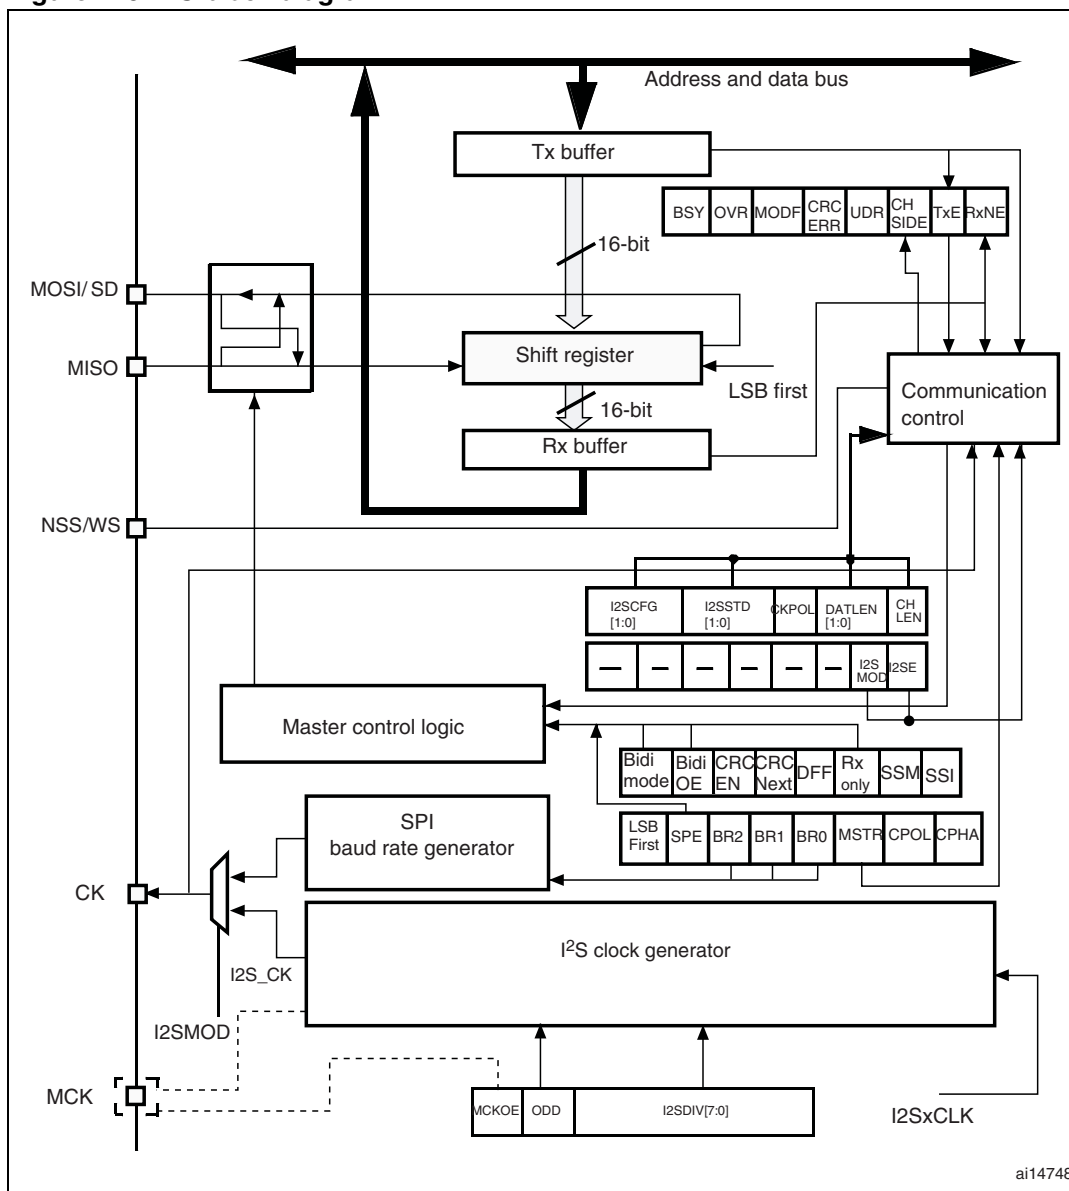 Address and data bus
Tx buffer
BSY OVR MODF CRC ERR UDR CH SIDE TxE RxNE
16-bit
MOSI/ SD
Shift register
MISO
LSB first
Communication
control
16-bit
Rx buffer
NSS/WS
I2SCFG
[1:0]
I2SSTD
[1:0]
CKPOL
DATLEN
[1:0]
CH
LEN
I2S
MOD
I2SE
Master control logic
Bidi
mode
Bidi
OE
CRC
EN
CRC
Next
DFF
Rx
only
SSM
SSI
LSB
First
SPE
BR2
BR1
BR0
MSTR
CPOL
CPHA
SPI
baud rate generator
CK
I2S clock generator
I2S_CK
I2SMOD
MCK
MCKOE
ODD
I2SDIV[7:0]
I2SxCLK
ai14748